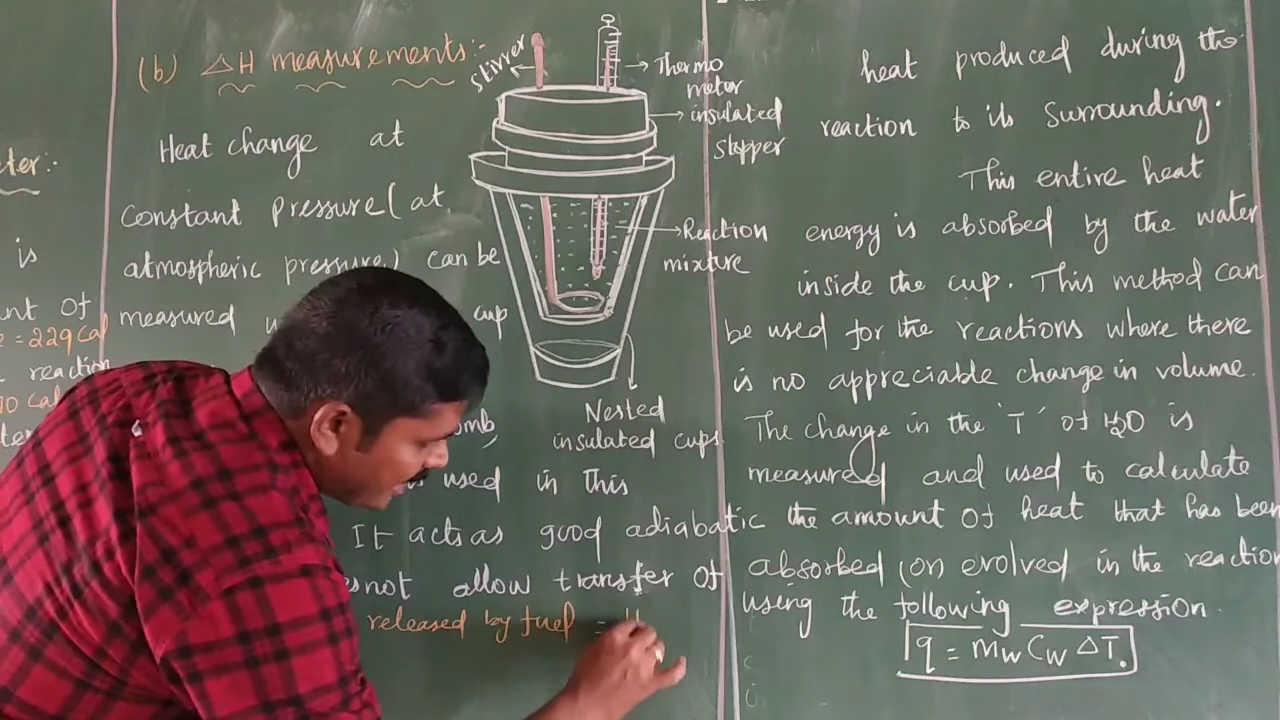 ter:-
is
nt of
= 229 Cal
reaction
10 Cal
ter
(b) △H measurements:-
Heat change at
Constant pressure (at
atmospheric pressure) can be
measured u cup
mb
used in this
It acts as good adiabatic
snot allow transfer of
released by fuel =
Stirrer
Thermo
meter
insulated
stopper
Reaction
mixture
Nested
insulated cups
heat produced during the
reaction to its surrounding.
This entire heat
energy is absorbed by the water
inside the cup. This method can
be used for the reactions where there
is no appreciable change in volume.
The change in the 'T' of H2O is
measured and used to calculate
the amount of heat that has been
absorbed (or) evolved in the reaction
using the following expression.
q = mw Cw △T.